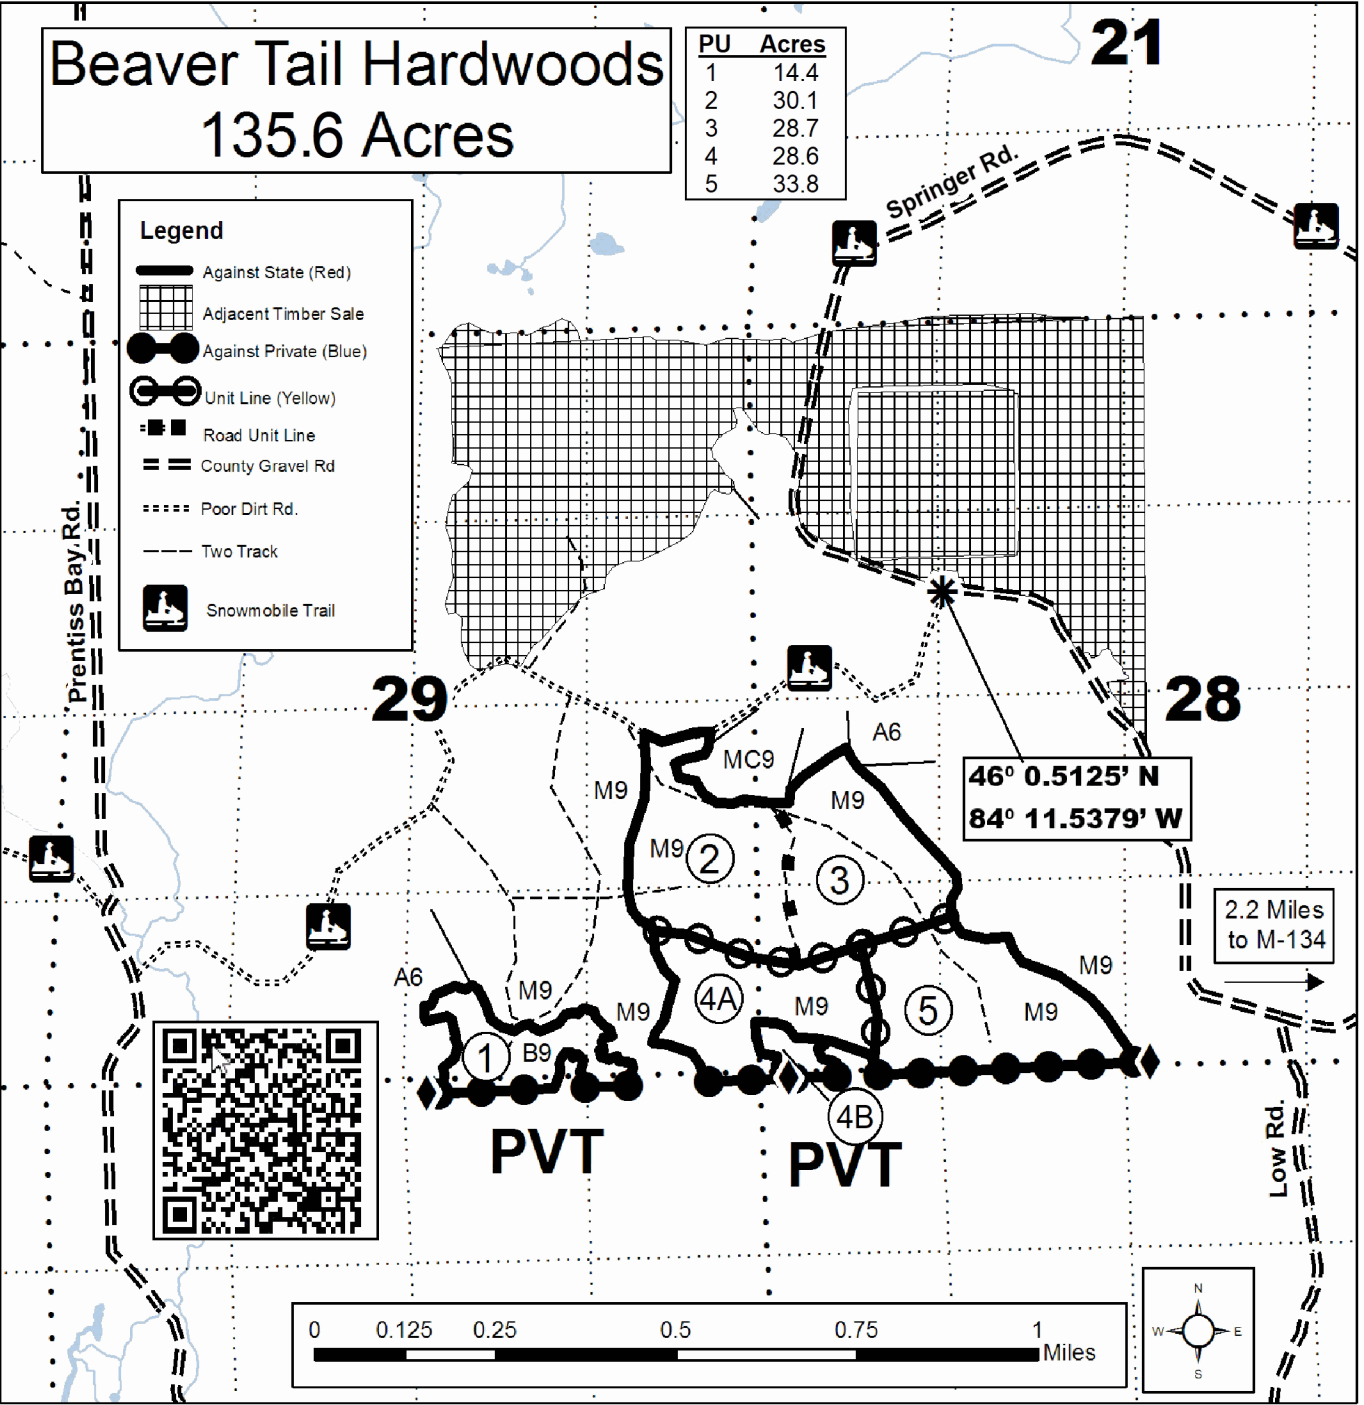 Beaver Tail Hardwoods
135.6 Acres
PU Acres
1 14.4
2 30.1
3 28.7
4 28.6
5 33.8
21
Springer Rd.
Legend
Against State (Red)
Adjacent Timber Sale
Against Private (Blue)
Unit Line (Yellow)
Road Unit Line
County Gravel Rd
Poor Dirt Rd.
Two Track
Snowmobile Trail
Prentiss Bay Rd.
29
28
A6
MC9
46º 0.5125' N
84º 11.5379' W
M9
M9
M9
2
3
2.2 Miles
to M-134
A6
M9
M9
4A
M9
5
M9
M9
1
B9
4B
PVT
PVT
Low Rd.
N
W
E
S
0 0.125 0.25 0.5 0.75 1
Miles